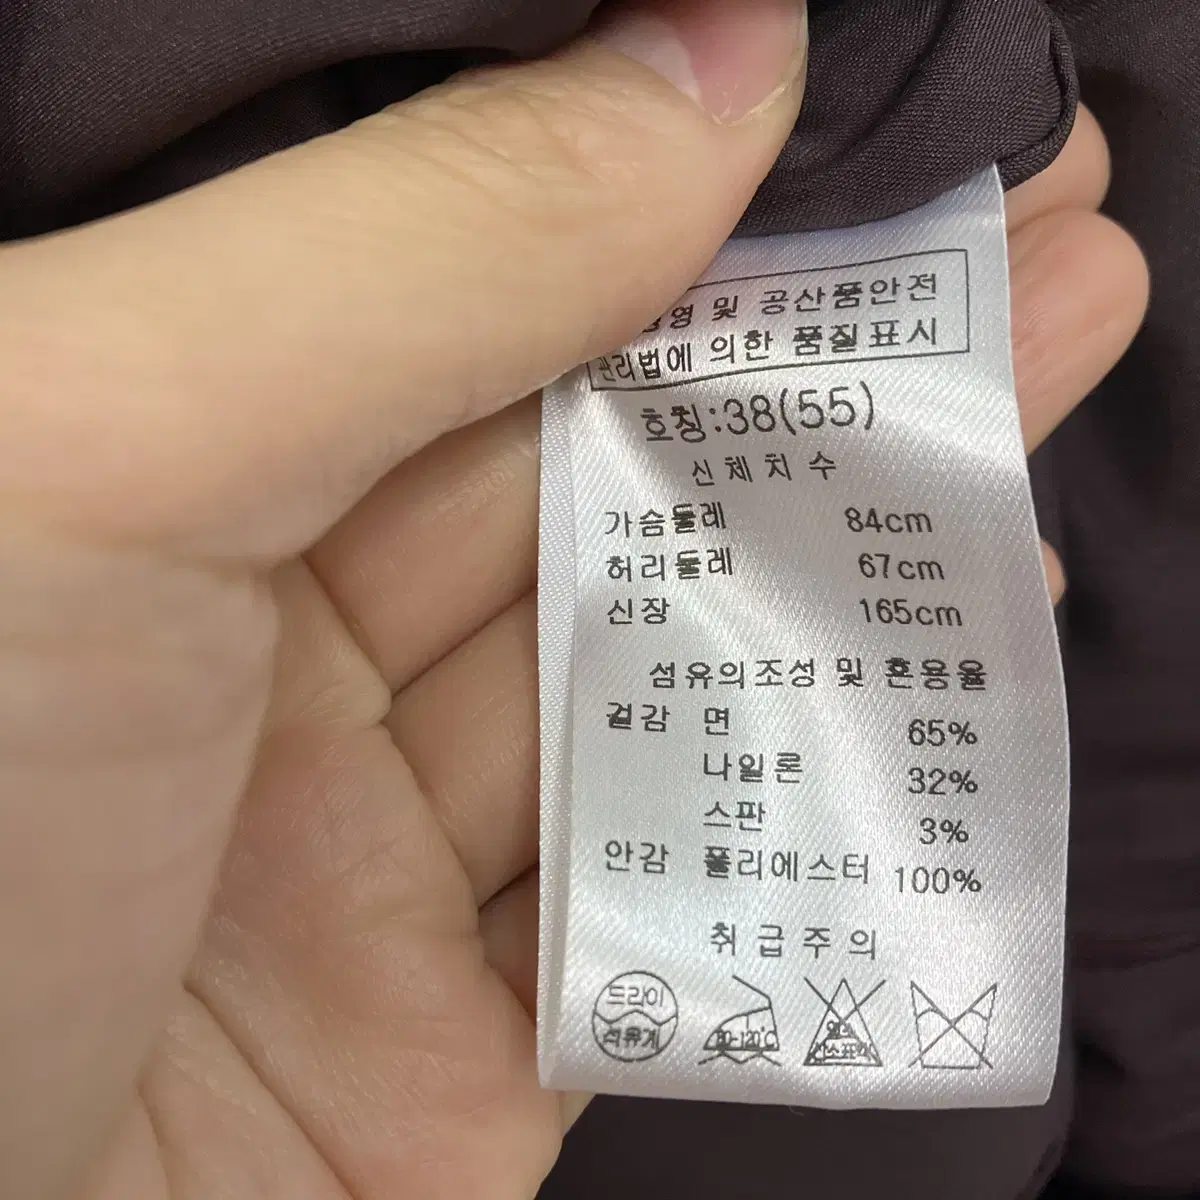 및 공산품안전
관리법에 의한 품질표시
호칭:38(55)
신체치수
가슴둘레 84cm
허리둘레 67cm
신장 165cm
섬유의조성 및 혼용율
겉감 면 65%
나일론 32%
스판 3%
안감 폴리에스터 100%
취급주의
드라이
석유계
80-120°C